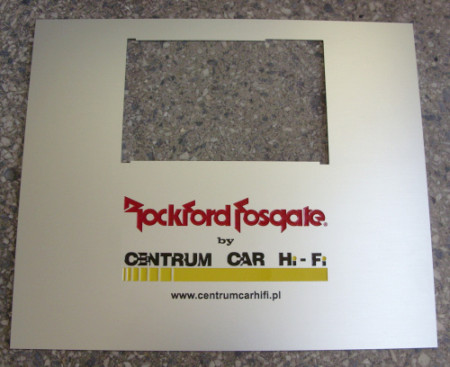 Rockford Fosgate®
by
CENTRUM CAR Hi-Fi
www.centrumcarhifi.pl